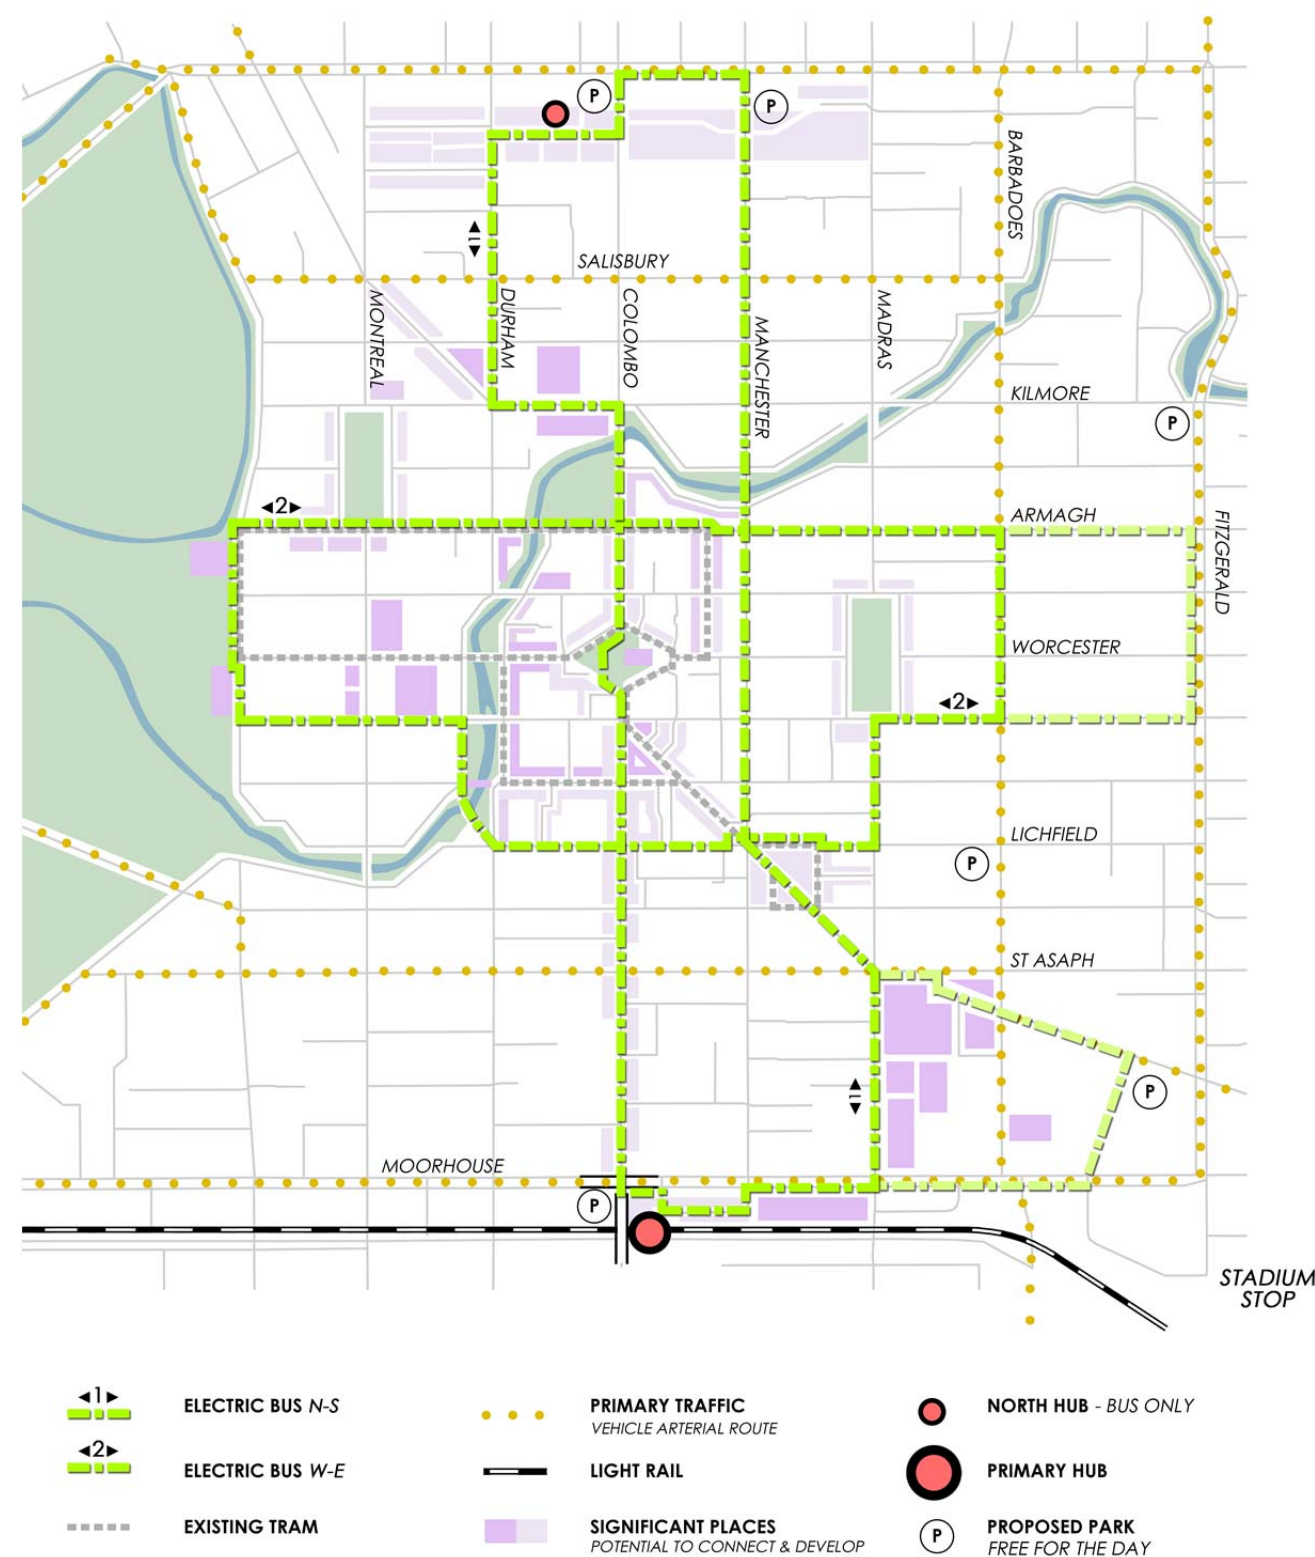 P
P
BARBADOES
◄1►
SALISBURY
MONTREAL
DURHAM
COLOMBO
MANCHESTER
MADRAS
KILMORE
P
◄2►
ARMAGH
FITZGERALD
WORCESTER
◄2►
LICHFIELD
P
ST ASAPH
◄1►
P
MOORHOUSE
P
STADIUM
STOP
◄1►
ELECTRIC BUS N-S
◄2►
ELECTRIC BUS W-E
EXISTING TRAM
PRIMARY TRAFFIC
VEHICLE ARTERIAL ROUTE
LIGHT RAIL
SIGNIFICANT PLACES
POTENTIAL TO CONNECT & DEVELOP
NORTH HUB - BUS ONLY
PRIMARY HUB
P
PROPOSED PARK
FREE FOR THE DAY